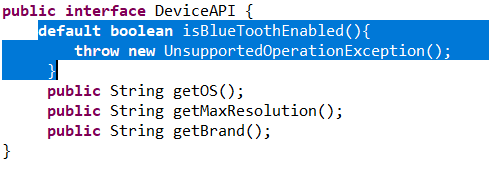 public interface DeviceAPI {
default boolean isBlueToothEnabled(){
throw new UnsupportedOperationException();
}
public String getOS();
public String getMaxResolution();
public String getBrand();
}